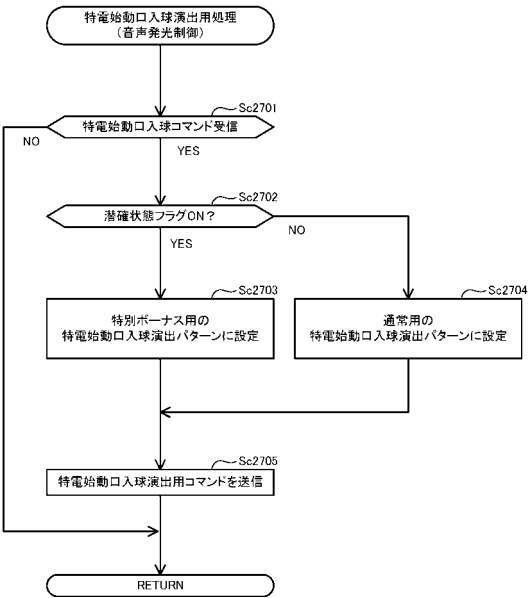 特電始動口入球演出用処理
(音声発光制御)
Sc2701
特電始動口入球コマンド受信
NO
YES
Sc2702
潜確状態フラグON?
NO
YES
Sc2703
特別ボーナス用の
特電始動口入球演出パターンに設定
Sc2704
通常用の
特電始動口入球演出パターンに設定
Sc2705
特電始動口入球演出用コマンドを送信
RETURN